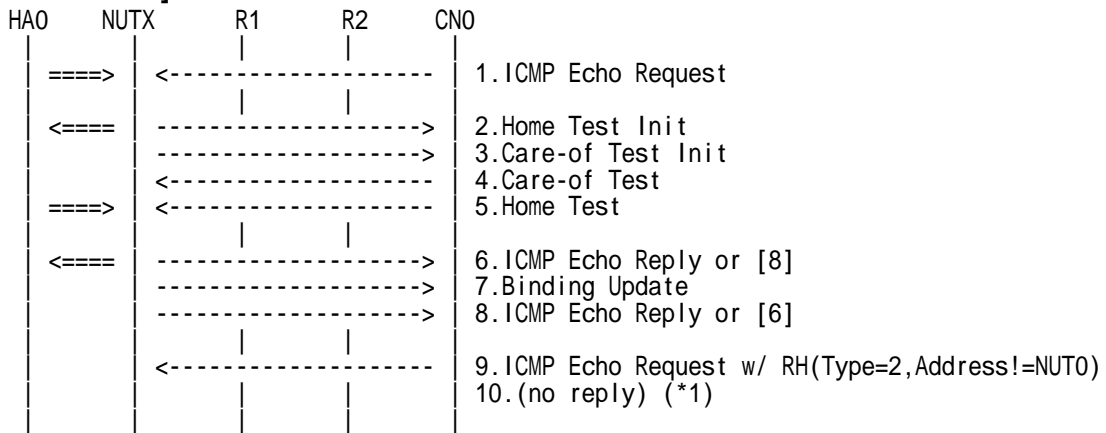 HA0 NUTX R1 R2 CN0
| | | | |
| ====> | <--------------------- | 1.ICMP Echo Request
| | | | |
| <==== | ---------------------> | 2.Home Test Init
| | ---------------------> | 3.Care-of Test Init
| | <--------------------- | 4.Care-of Test
| ====> | <--------------------- | 5.Home Test
| | | | |
| <==== | ---------------------> | 6.ICMP Echo Reply or [8]
| | ---------------------> | 7.Binding Update
| | ---------------------> | 8.ICMP Echo Reply or [6]
| | | | |
| | <--------------------- | 9.ICMP Echo Request w/ RH(Type=2,Address!=NUT0)
| | | | | 10.(no reply) (*1)
| | | | |